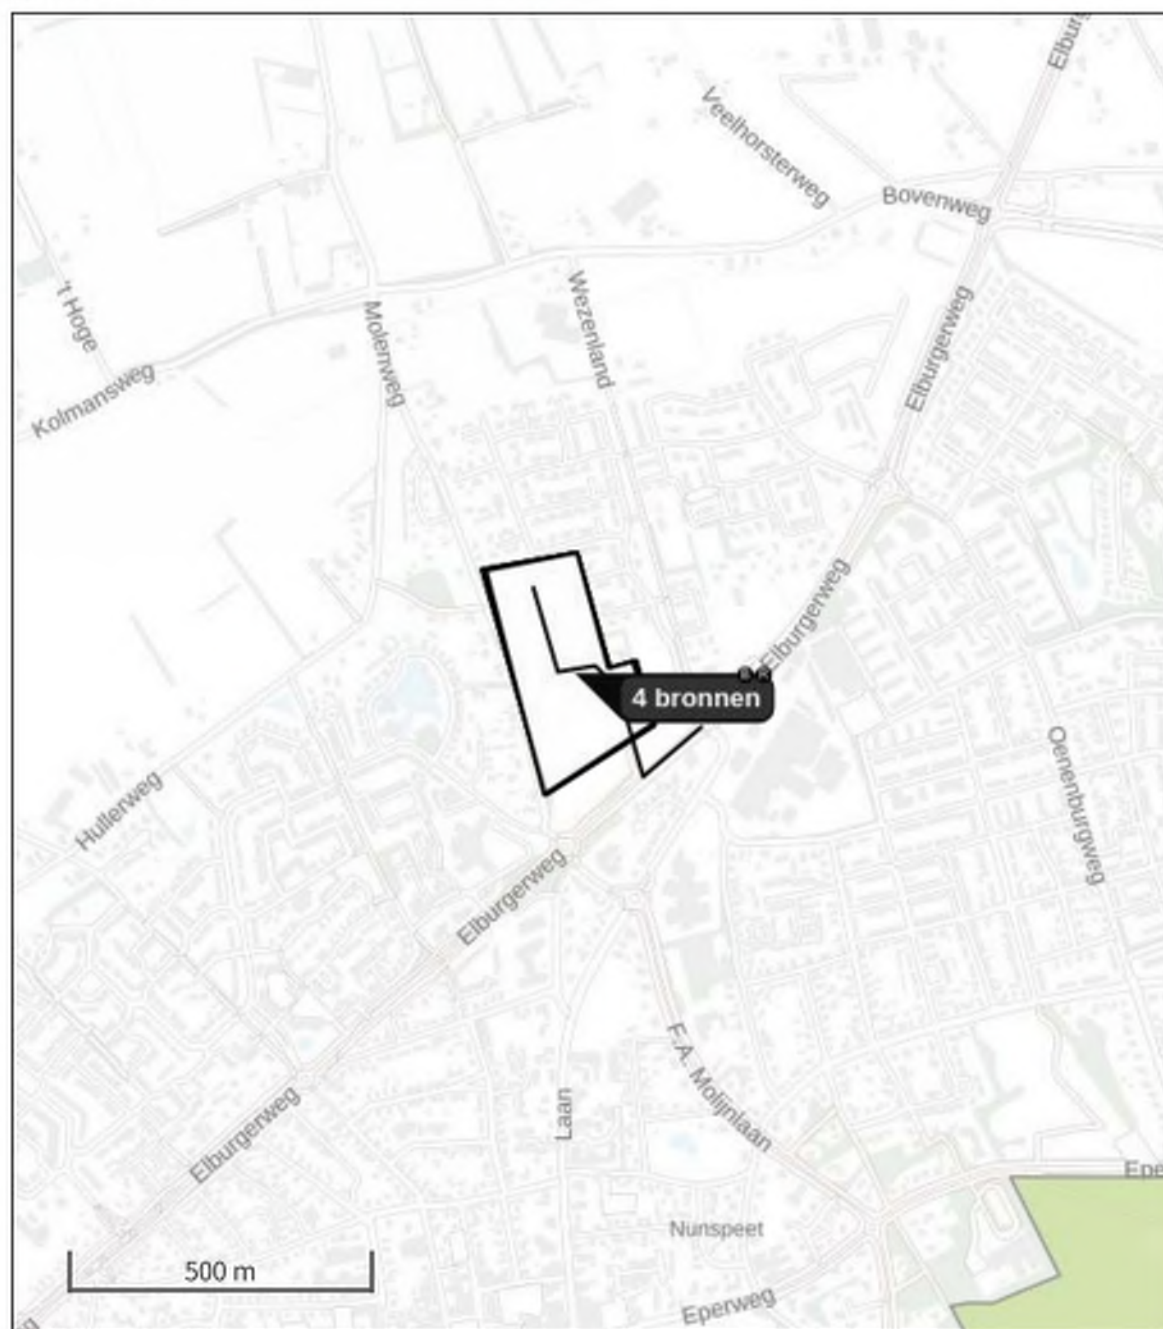 Elburg
Veelhorsterweg
Bovenweg
't Hoge
Kolmansweg
Molenweg
Wezenland
Elburgerweg
Elburgerweg
4 bronnen
Hullerweg
Oenenburgweg
Elburgerweg
F.A. Molijnlaan
Laan
Elburgerweg
Epe
Nunspeet
500 m
Eperweg
g